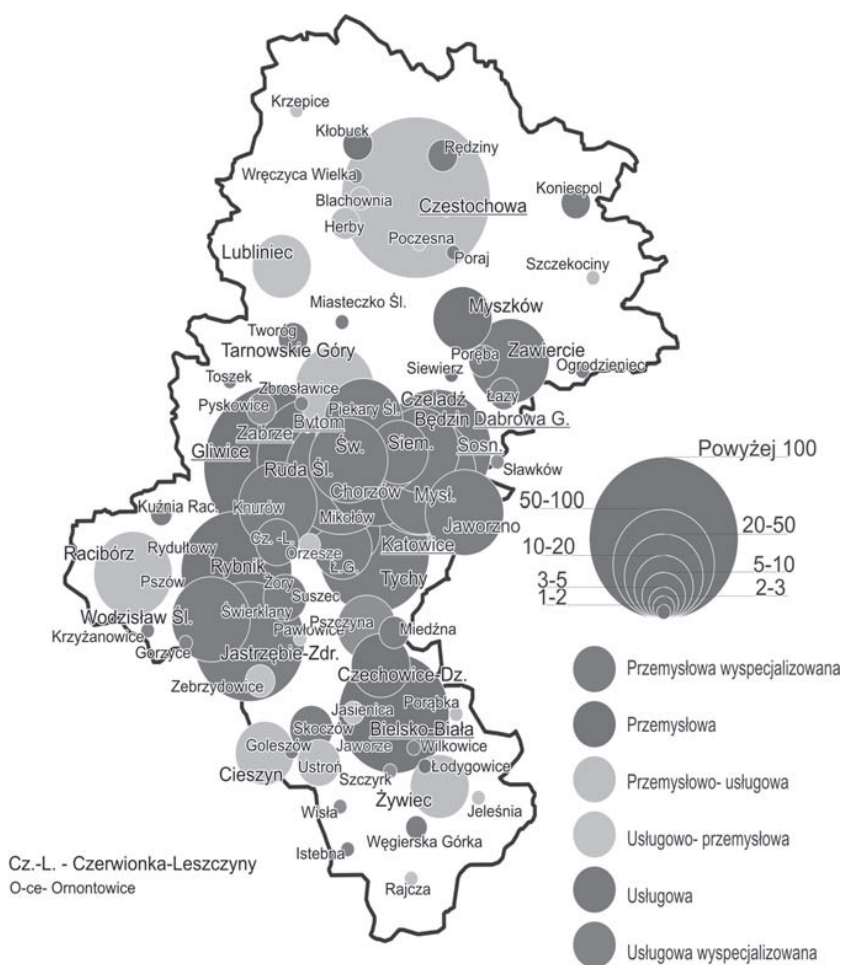 Krzepice
Kłobuck
Rędziny
Wręczyca Wielka
Koniecpol
Blachownia
Częstochowa
Herby
Poczesna
Lubliniec
Poraj
Szczekociny
Miasteczko Śl.
Myszków
Tworóg
Tarnowskie Góry
Poręba
Zawiercie
Siewierz
Ogrodzieniec
Toszek
Zbrosławice
Łazy
Pyskowice
Piekary Śl.
Czeladź
Bytom
Będzin
Dąbrowa G.
Zabrze
Gliwice
Św.
Siem.
Sosn.
Sławków
Ruda Śl.
Chorzów
Mysł.
Knurów
Kuźnia Rac.
Mikołów
Jaworzno
Cz. -L.
Katowice
Racibórz
Rydułtowy
Orzesze
Rybnik
Ł.G.
Tychy
Pszów
Żory
Suszec
Wodzisław Śl.
Świerklany
Pszczyna
Krzyżanowice
Pawłowice
Miedźna
Gorzyce
Jastrzębie-Zdr.
Czechowice-Dz.
Zebrzydowice
Jasienica
Porąbka
Skoczów
Bielsko-Biała
Goleszów
Jaworze
Wilkowice
Cieszyn
Ustroń
Szczyrk
Łodygowice
Żywiec
Jeleśnia
Wisła
Węgierska Górka
Istebna
Rajcza
Powyżej 100
50-100
20-50
10-20
5-10
3-5
2-3
1-2
Przemysłowa wyspecjalizowana
Przemysłowa
Przemysłowo- usługowa
Usługowo- przemysłowa
Usługowa
Usługowa wyspecjalizowana
Cz.-L. - Czerwionka-Leszczyny
O-ce- Ornontowice